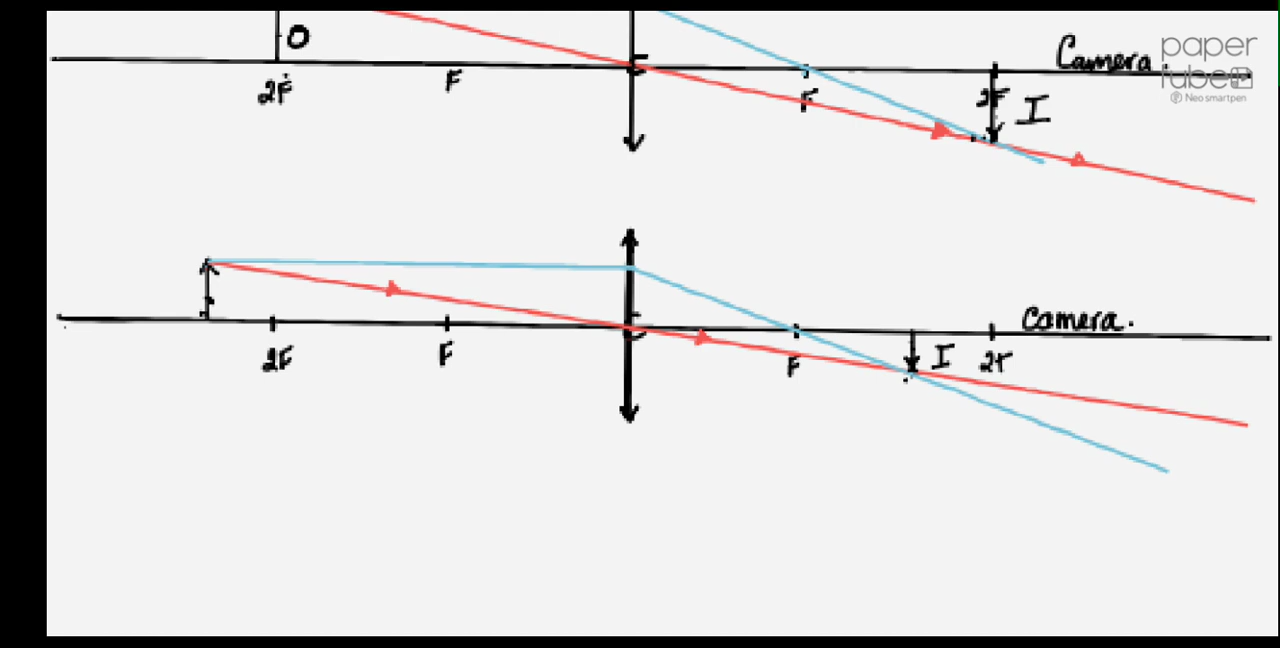 O
Camera
paper
tube
Neo smartpen
2F F F 2F
I
Camera.
2F F F I 2F